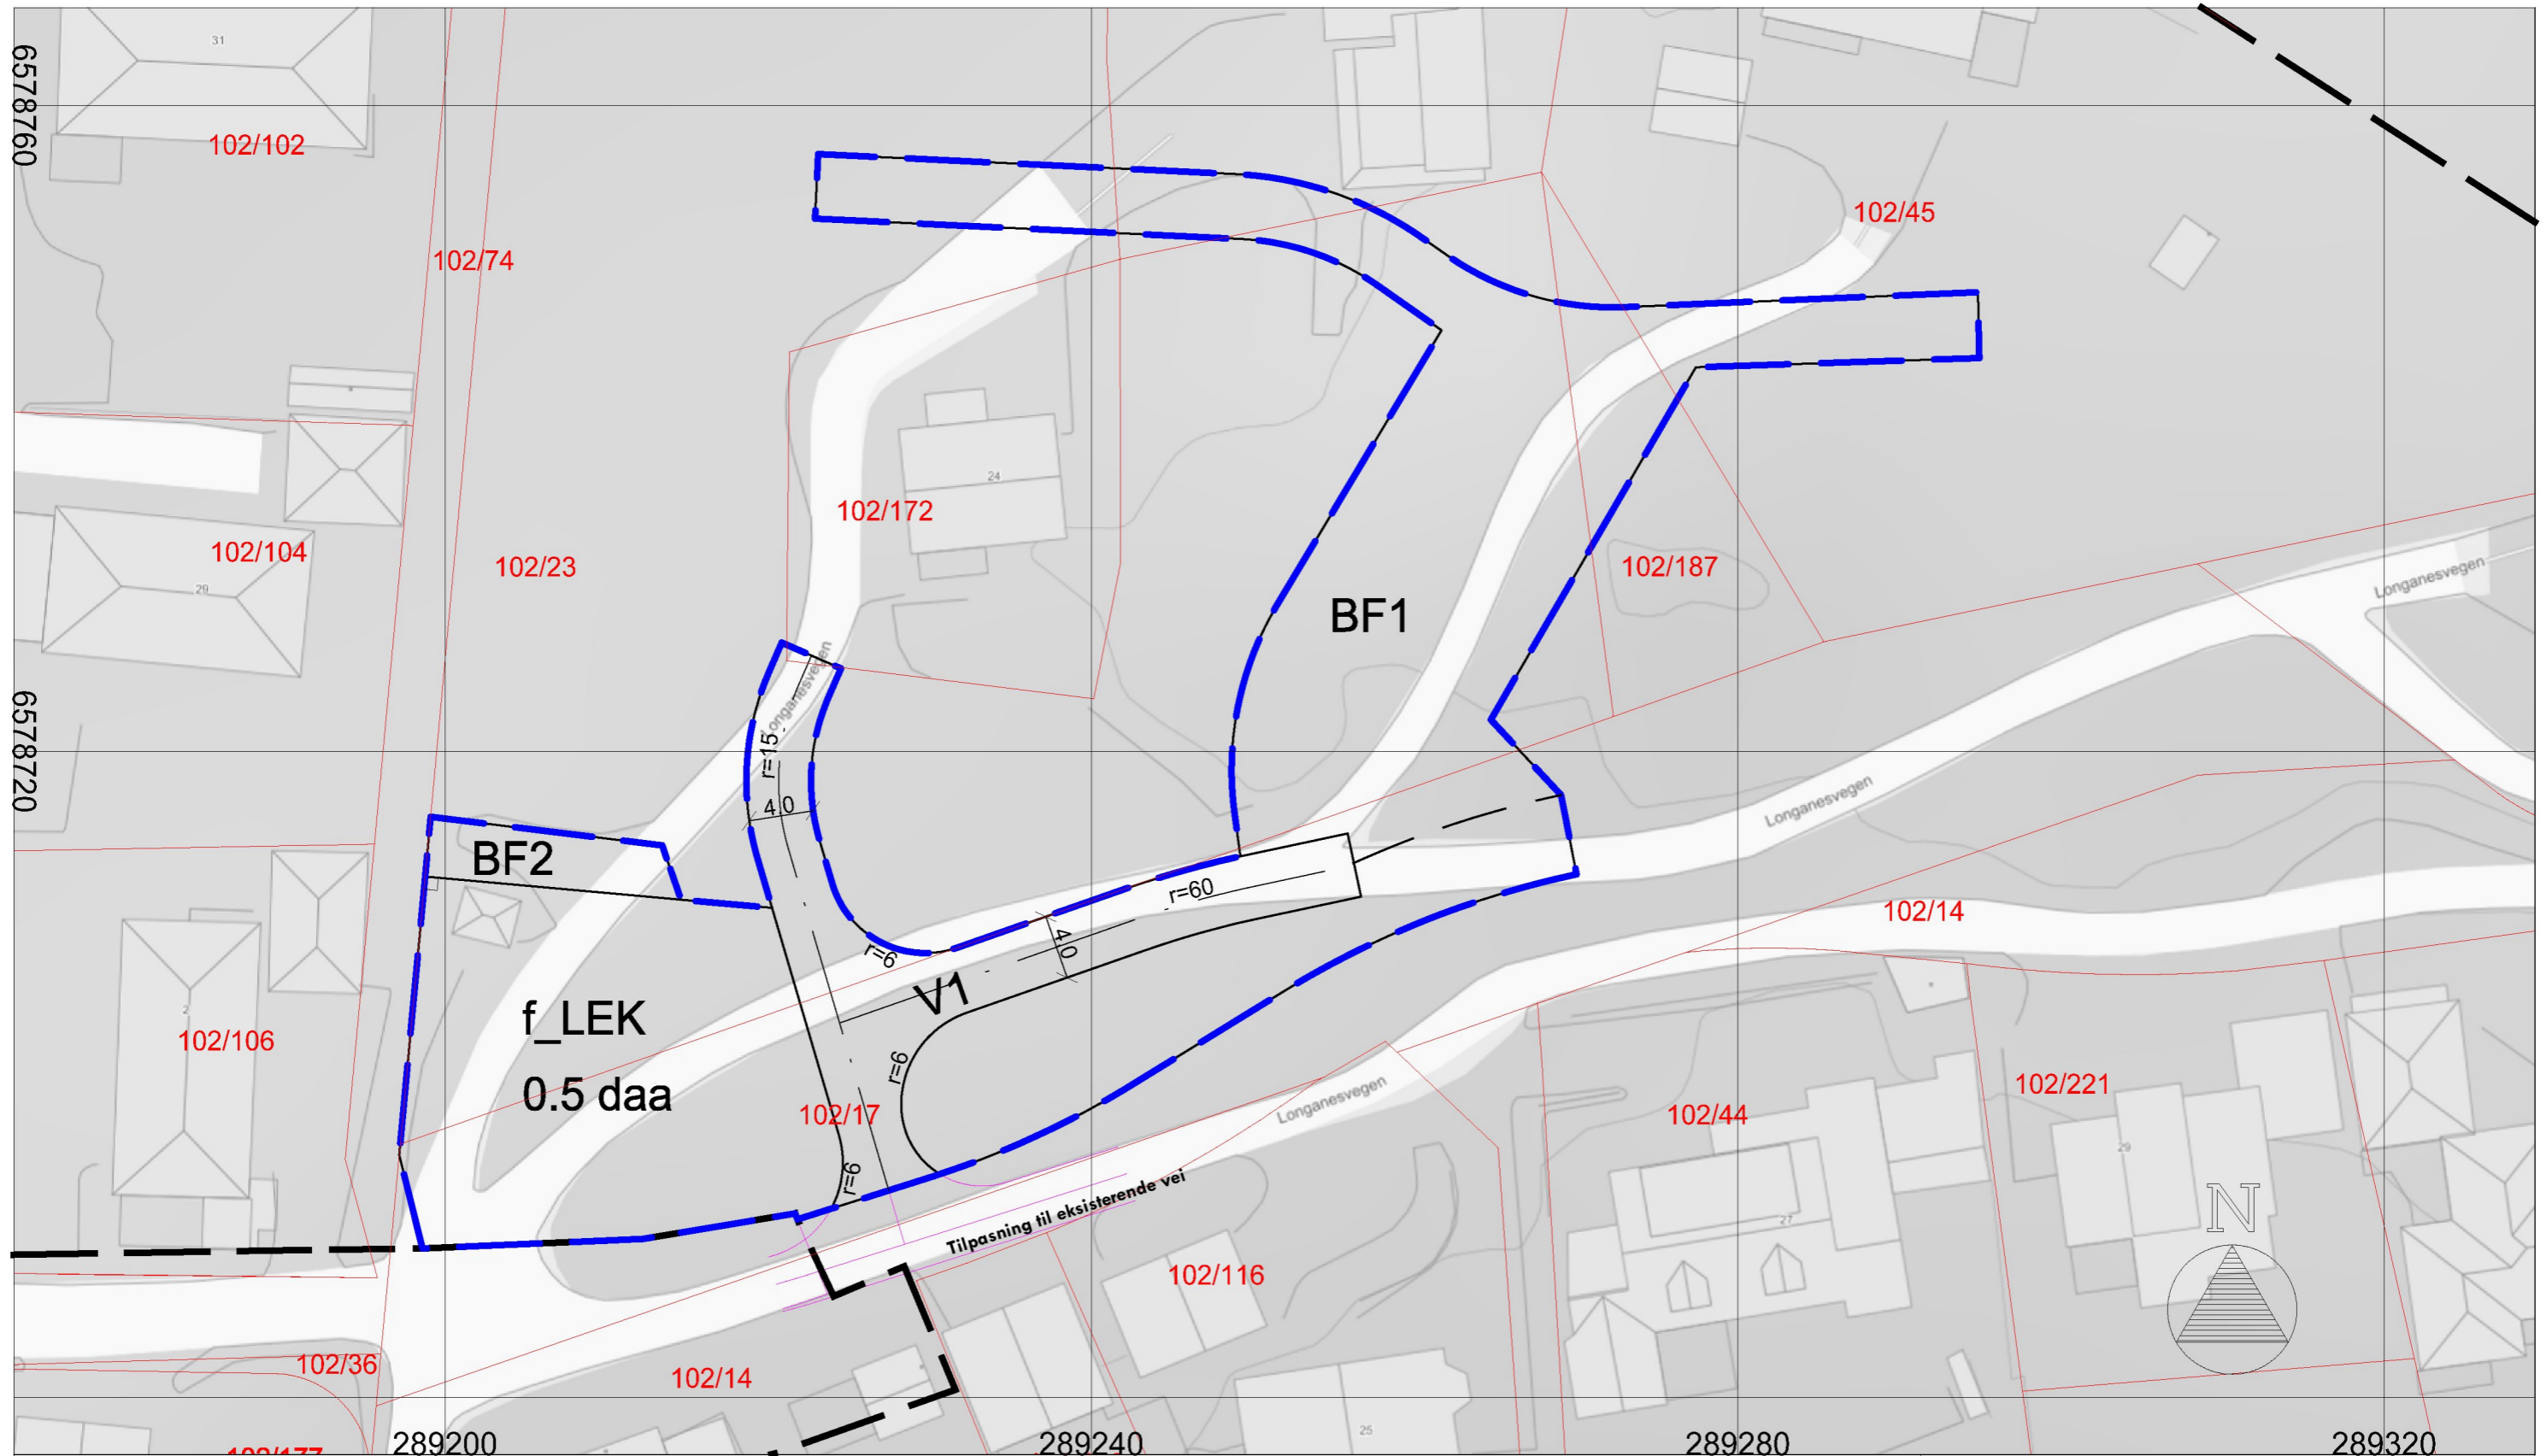 31
6578760
102/102
102/45
102/74
24
102/172
102/104
29
102/23
102/187
Longanesvegen
BF1
Longanesvegen
6578720
r=15
4.0
Longanesvegen
BF2
r=60
102/14
4.0
r=6
V1
2
f_LEK
102/106
r=6
0.5 daa
102/17
Longanesvegen
102/44
102/221
29
r=6
Tilpasning til eksisterende vei
N
27
102/116
102/36
102/14
25
289200
289240
289280
289320